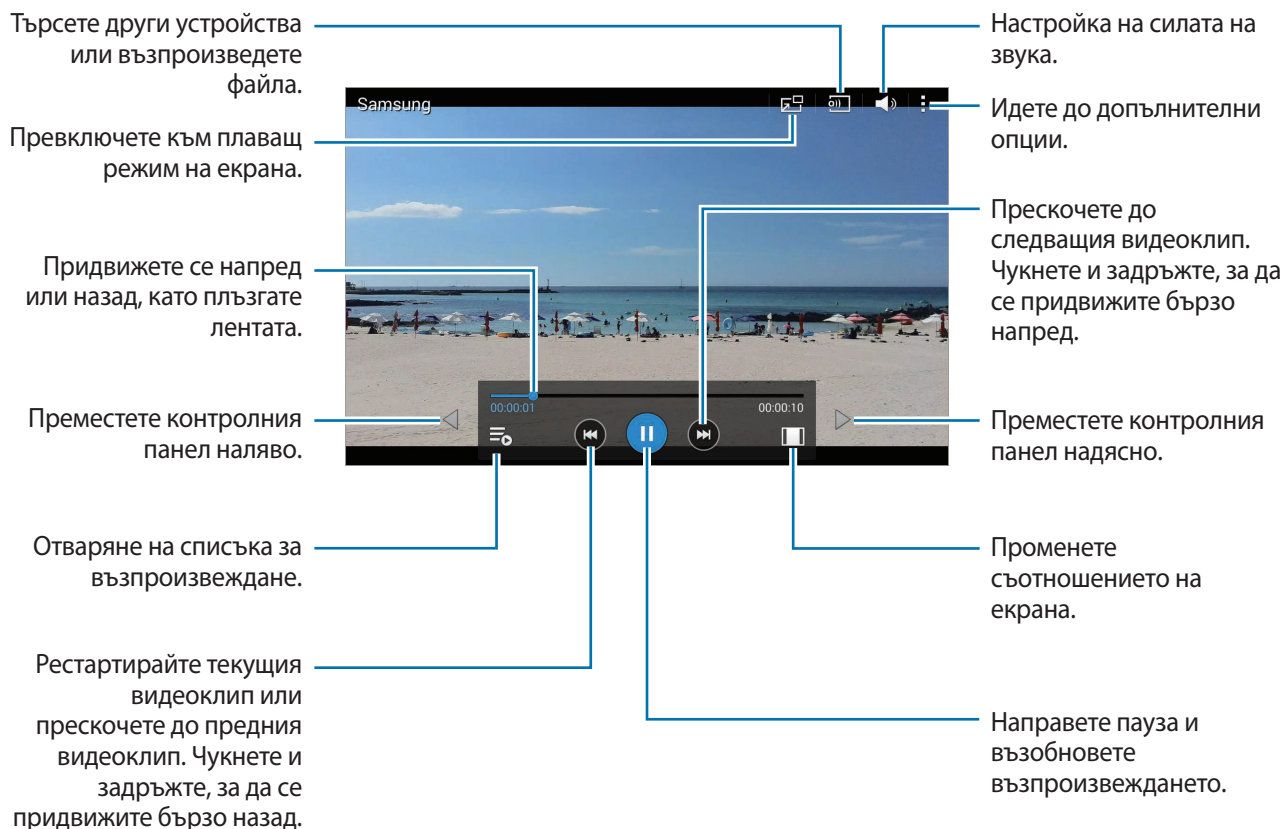 Търсете други устройства
или възпроизведете
файла.
Превключете към плаващ
режим на екрана.
Придвижете се напред
или назад, като плъзгате
лентата.
Преместете контролния
панел наляво.
Отваряне на списъка за
възпроизвеждане.
Рестартирайте текущия
видеоклип или
прескочете до предния
видеоклип. Чукнете и
задръжте, за да се
придвижите бързо назад.
Samsung
00:00:01
00:00:10
Настройка на силата на
звука.
Идете до допълнителни
опции.
Прескочете до
следващия видеоклип.
Чукнете и задръжте, за да
се придвижите бързо
напред.
Преместете контролния
панел надясно.
Променете
съотношението на
екрана.
Направете пауза и
възобновете
възпроизвеждането.